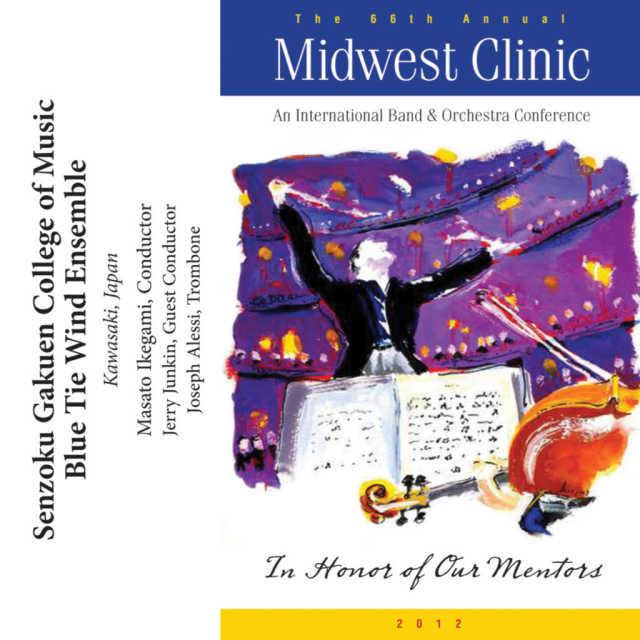 Senzoku Gakuen College of Music
Blue Tie Wind Ensemble
Kawasaki, Japan
Masato Ikegami, Conductor
Jerry Junkin, Guest Conductor
Joseph Alessi, Trombone
The 66th Annual
Midwest Clinic
An International Band & Orchestra Conference
In Honor of Our Mentors
2012